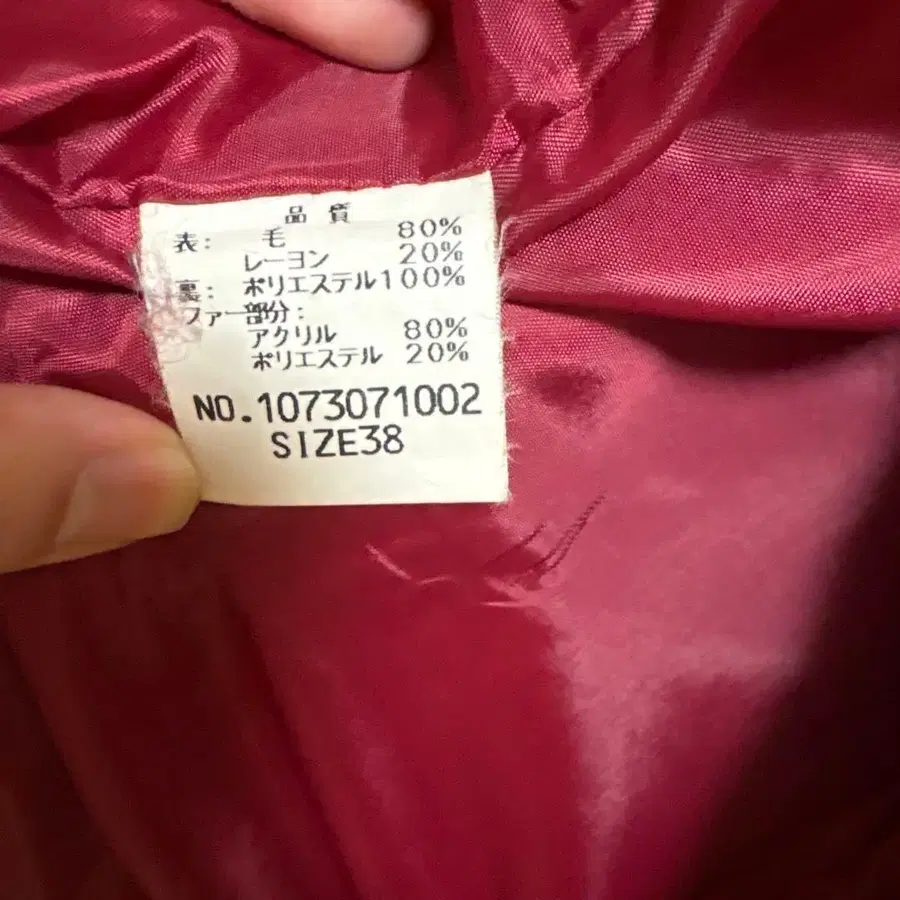 品質
表: 毛 80%
レーヨン 20%
裏: ポリエステル100%
ファー部分:
アクリル 80%
ポリエステル 20%
NO.1073071002
SIZE38